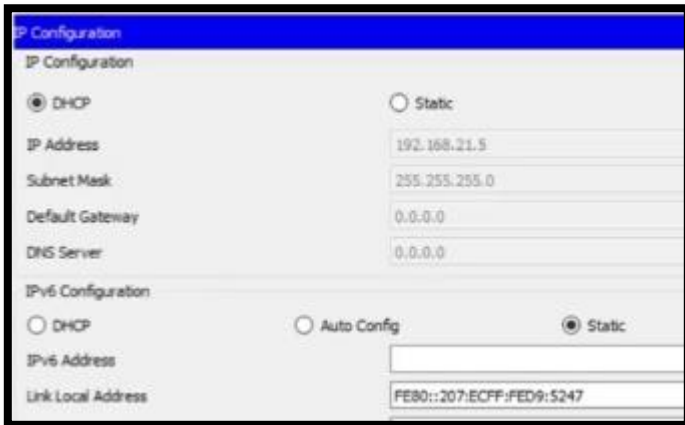 IP Configuration
IP Configuration
DHCP Static
IP Address 192.168.21.5
Subnet Mask 255.255.255.0
Default Gateway 0.0.0.0
DNS Server 0.0.0.0
IPv6 Configuration
DHCP Auto Config Static
IPv6 Address
Link Local Address FE80::207:ECFF:FED9:5247